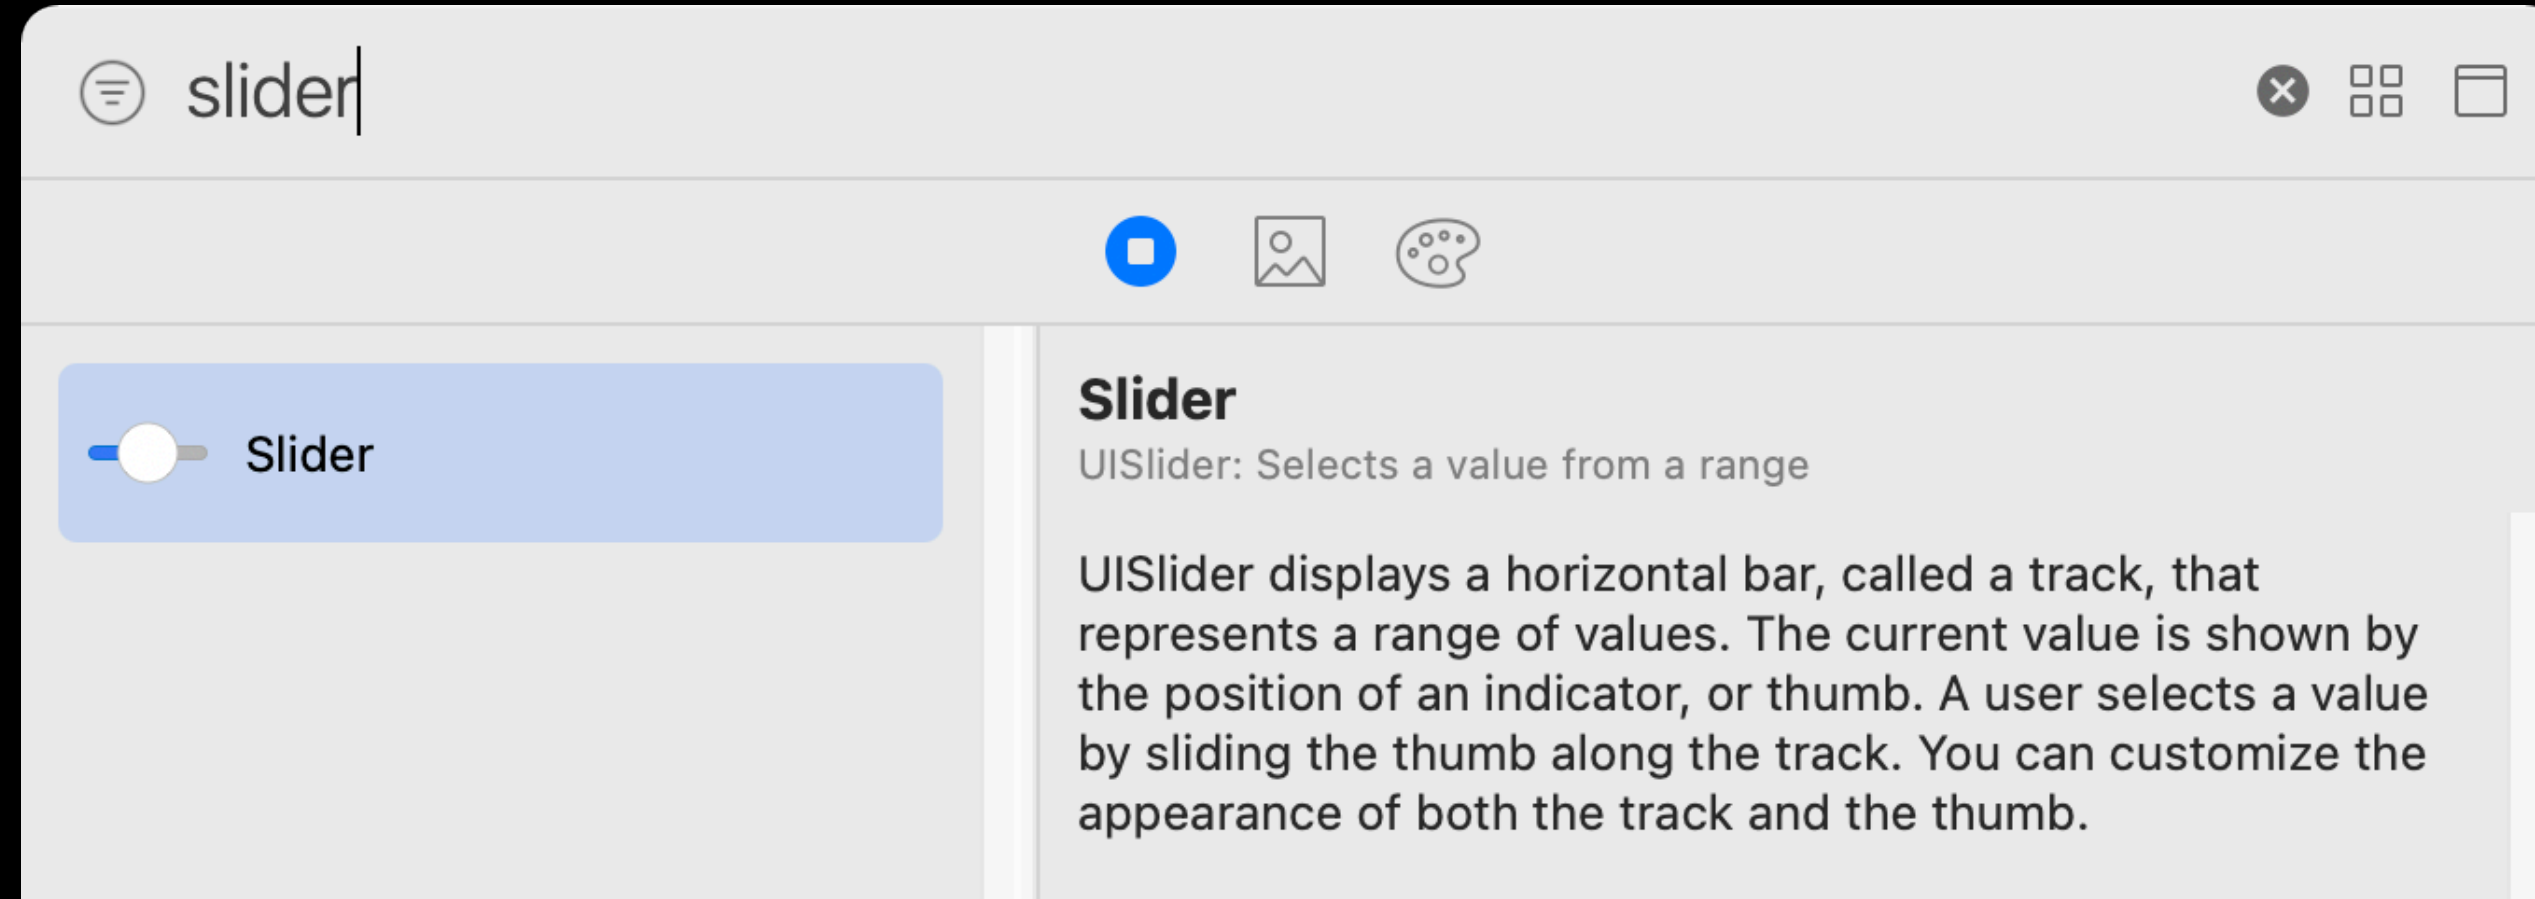 slider
Slider
Slider
UISlider: Selects a value from a range
UISlider displays a horizontal bar, called a track, that
represents a range of values. The current value is shown by
the position of an indicator, or thumb. A user selects a value
by sliding the thumb along the track. You can customize the
appearance of both the track and the thumb.